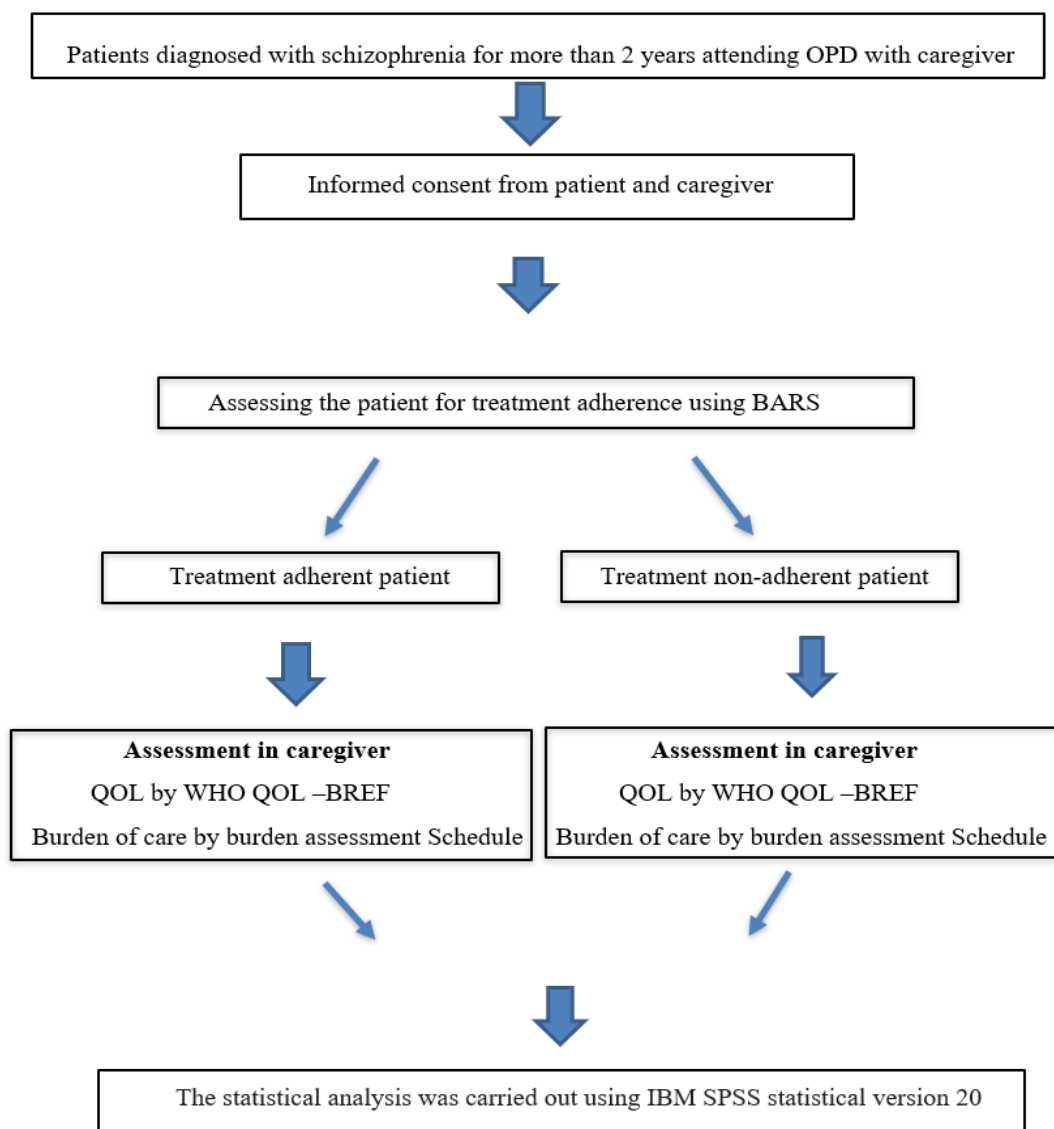 Patients diagnosed with schizophrenia for more than 2 years attending OPD with caregiver
Informed consent from patient and caregiver
Assessing the patient for treatment adherence using BARS
Treatment adherent patient
Treatment non-adherent patient
Assessment in caregiver
QOL by WHO QOL –BREF
Burden of care by burden assessment Schedule
Assessment in caregiver
QOL by WHO QOL –BREF
Burden of care by burden assessment Schedule
The statistical analysis was carried out using IBM SPSS statistical version 20